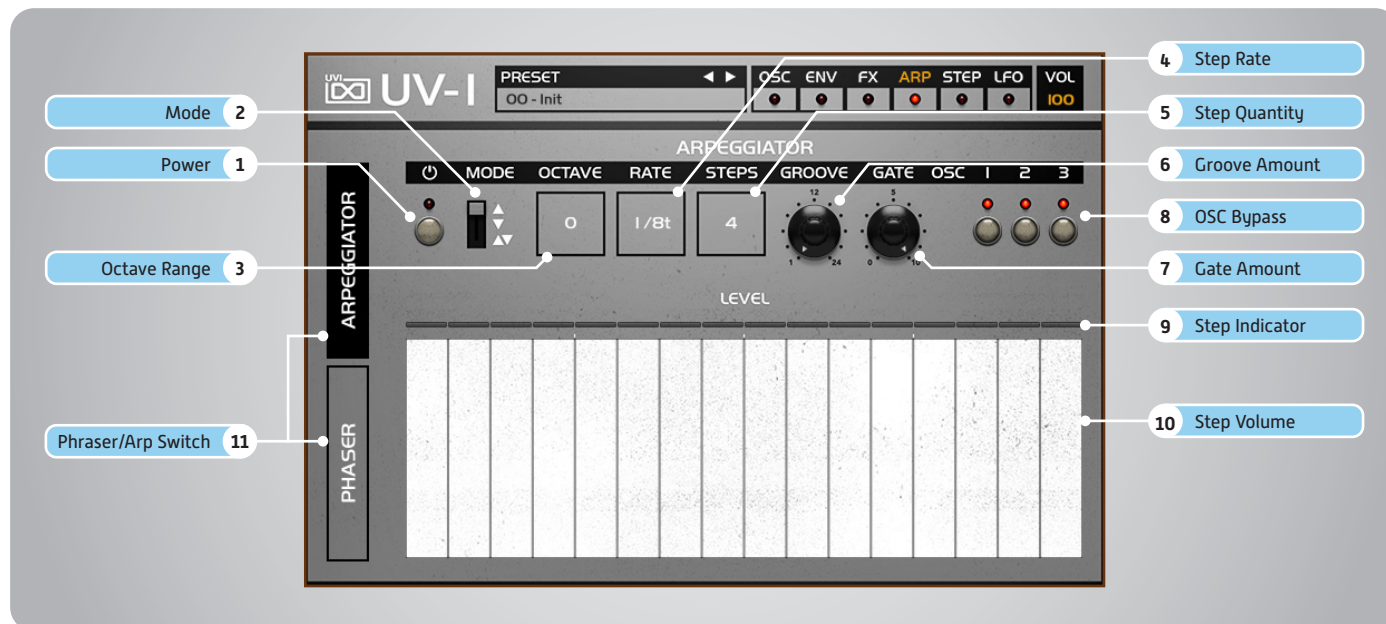 UVI UV-I
PRESET ◀ ▶
00 - Init
OSC ENV FX ARP STEP LFO VOL
100
ARPEGGIATOR
MODE OCTAVE RATE STEPS GROOVE GATE OSC 1 2 3
0 1/8t 4
12
1 24
5
0 10
LEVEL
ARPEGGIATOR
PHASER
Mode 2
Power 1
Octave Range 3
Phraser/Arp Switch 11
4 Step Rate
5 Step Quantity
6 Groove Amount
8 OSC Bypass
7 Gate Amount
9 Step Indicator
10 Step Volume